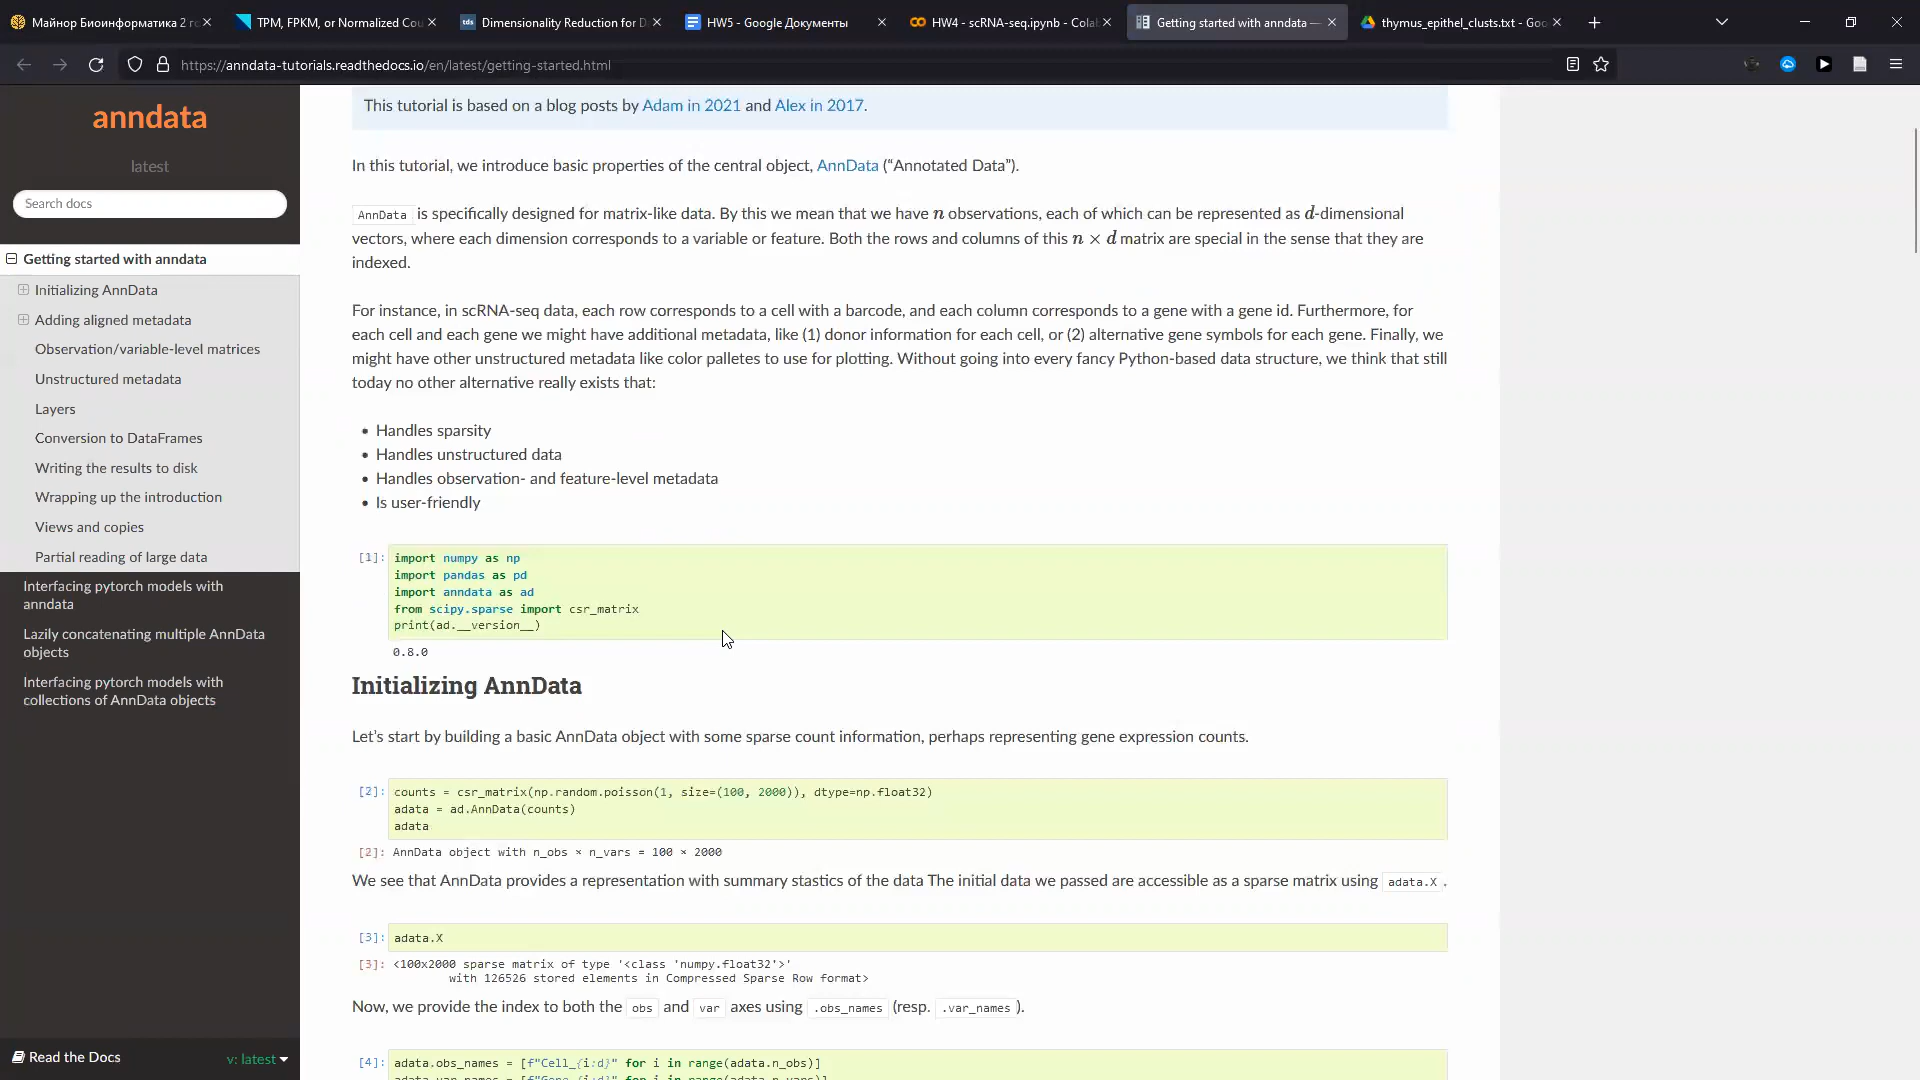 Майнор Биоинформатика 2 го
TPM, FPKM, or Normalized Cou
Dimensionality Reduction for D
HW5 - Google Документы
HW4 - scRNA-seq.ipynb - Colab
Getting started with anndata —
thymus_epithel_clusts.txt - Goo
https://anndata-tutorials.readthedocs.io/en/latest/getting-started.html
anndata
latest
Search docs
Getting started with anndata
Initializing AnnData
Adding aligned metadata
Observation/variable-level matrices
Unstructured metadata
Layers
Conversion to DataFrames
Writing the results to disk
Wrapping up the introduction
Views and copies
Partial reading of large data
Interfacing pytorch models with
anndata
Lazily concatenating multiple AnnData
objects
Interfacing pytorch models with
collections of AnnData objects
Read the Docs
v: latest
This tutorial is based on a blog posts by Adam in 2021 and Alex in 2017.
In this tutorial, we introduce basic properties of the central object, AnnData (“Annotated Data”).
AnnData is specifically designed for matrix-like data. By this we mean that we have n observations, each of which can be represented as d-dimensional
vectors, where each dimension corresponds to a variable or feature. Both the rows and columns of this n × d matrix are special in the sense that they are
indexed.
For instance, in scRNA-seq data, each row corresponds to a cell with a barcode, and each column corresponds to a gene with a gene id. Furthermore, for
each cell and each gene we might have additional metadata, like (1) donor information for each cell, or (2) alternative gene symbols for each gene. Finally, we
might have other unstructured metadata like color palletes to use for plotting. Without going into every fancy Python-based data structure, we think that still
today no other alternative really exists that:
• Handles sparsity
• Handles unstructured data
• Handles observation- and feature-level metadata
• Is user-friendly
[1]: import numpy as np
import pandas as pd
import anndata as ad
from scipy.sparse import csr_matrix
print(ad.__version__)
0.8.0
Initializing AnnData
Let’s start by building a basic AnnData object with some sparse count information, perhaps representing gene expression counts.
[2]: counts = csr_matrix(np.random.poisson(1, size=(100, 2000)), dtype=np.float32)
adata = ad.AnnData(counts)
adata
[2]: AnnData object with n_obs × n_vars = 100 × 2000
We see that AnnData provides a representation with summary stastics of the data The initial data we passed are accessible as a sparse matrix using adata.X .
[3]: adata.X
[3]: <100x2000 sparse matrix of type '<class 'numpy.float32'>'
with 126526 stored elements in Compressed Sparse Row format>
Now, we provide the index to both the obs and var axes using .obs_names (resp. .var_names ).
[4]: adata.obs_names = [f"Cell_{i:d}" for i in range(adata.n_obs)]
adata.var_names = [f"Gene_{i:d}" for i in range(adata.n_vars)]